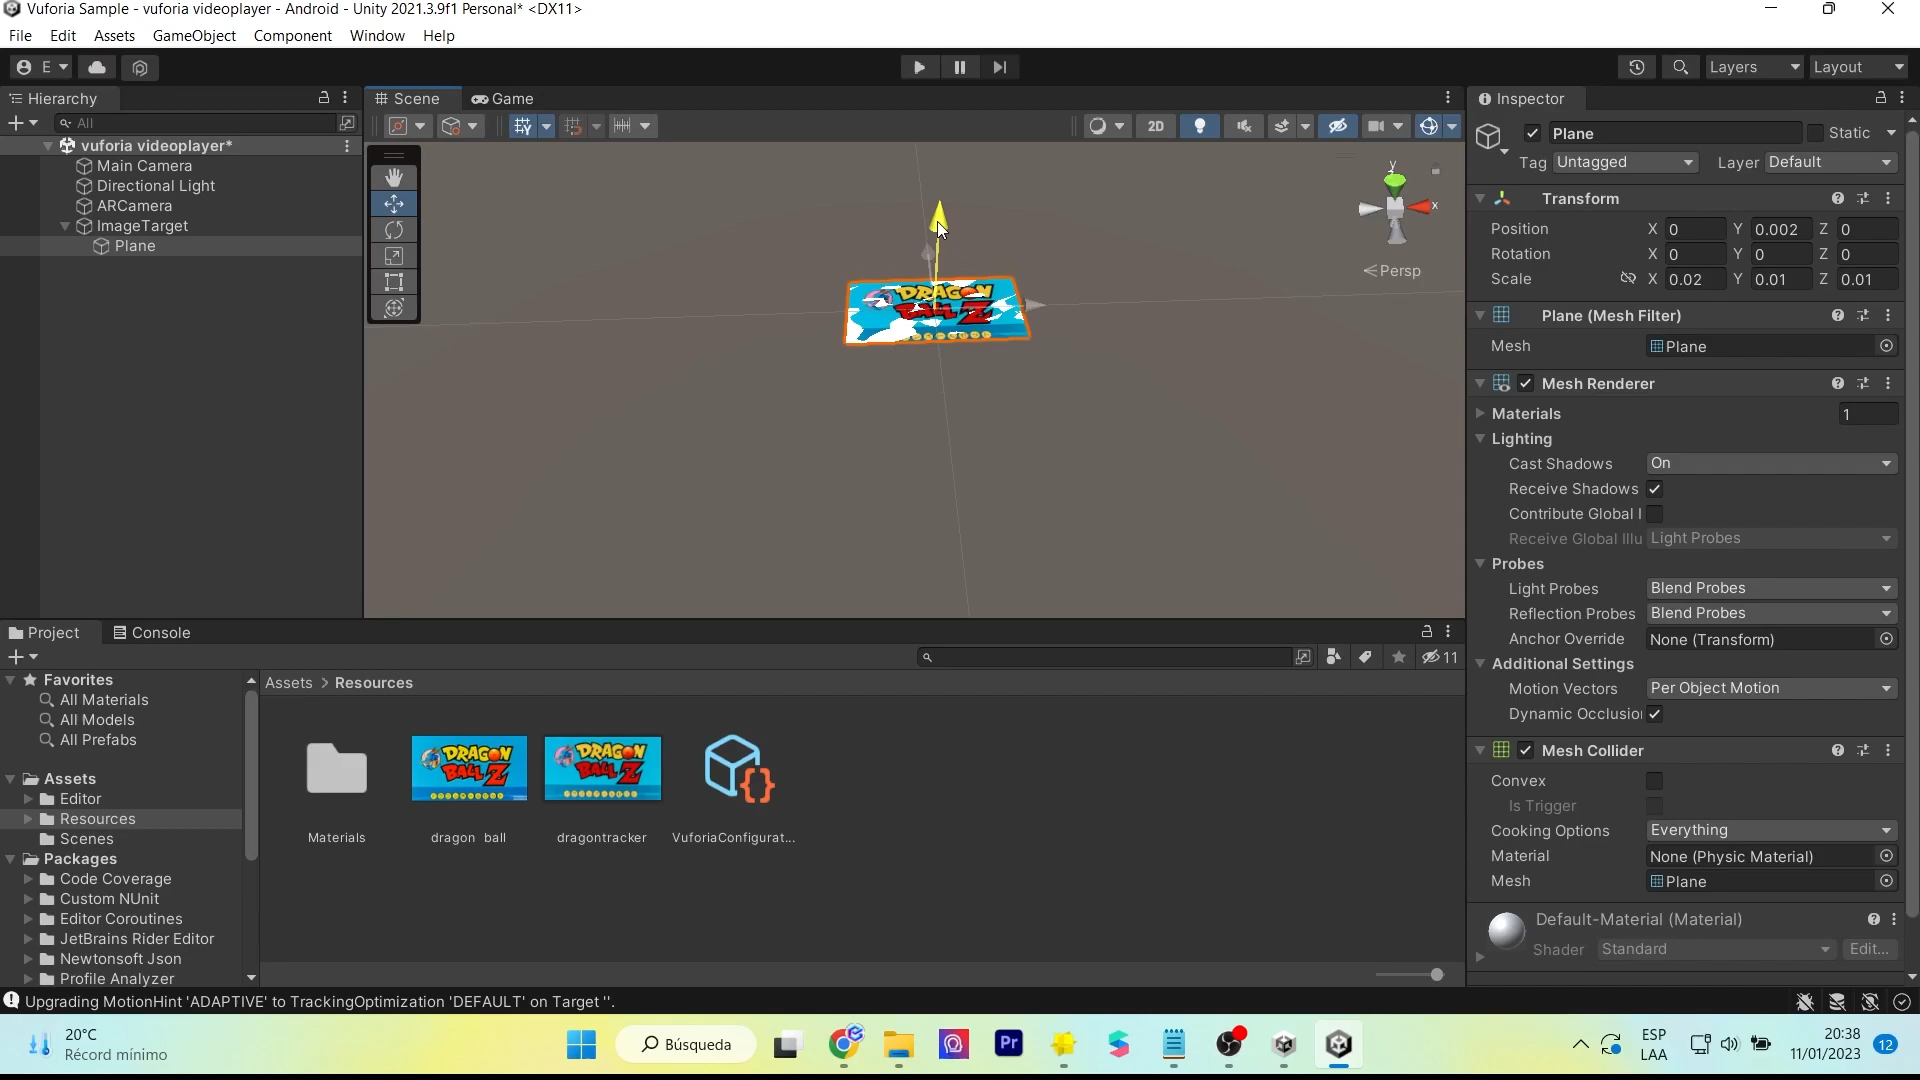 Vuforia Sample - vuforia videoplayer - Android - Unity 2021.3.9f1 Personal* <DX11>
File Edit Assets GameObject Component Window Help
E
Layers
Layout
Hierarchy
Scene
Game
Inspector
All
2D
Plane
Static
vuforia videoplayer*
Main Camera
Directional Light
ARCamera
ImageTarget
Plane
Tag Untagged Layer Default
y
x
Persp
DRAGON
BALL Z
Transform
Position X 0 Y 0.002 Z 0
Rotation X 0 Y 0 Z 0
Scale X 0.02 Y 0.01 Z 0.01
Plane (Mesh Filter)
Mesh Plane
Mesh Renderer
Materials 1
Lighting
Cast Shadows On
Receive Shadows
Contribute Global I
Receive Global Illu Light Probes
Probes
Light Probes Blend Probes
Reflection Probes Blend Probes
Anchor Override None (Transform)
Additional Settings
Motion Vectors Per Object Motion
Dynamic Occlusio
Mesh Collider
Convex
Is Trigger
Cooking Options Everything
Material None (Physic Material)
Mesh Plane
Default-Material (Material)
Shader Standard Edit...
Project
Console
11
Favorites
All Materials
All Models
All Prefabs
Assets
Editor
Resources
Scenes
Packages
Code Coverage
Custom NUnit
Editor Coroutines
JetBrains Rider Editor
Newtonsoft Json
Profile Analyzer
Assets > Resources
DRAGON
BALL Z
DRAGON
BALL Z
Materials
dragon ball
dragontracker
VuforiaConfigurat...
Upgrading MotionHint 'ADAPTIVE' to TrackingOptimization 'DEFAULT' on Target ''.
20°C
Récord mínimo
Búsqueda
Pr
ESP
LAA
20:38
11/01/2023
12